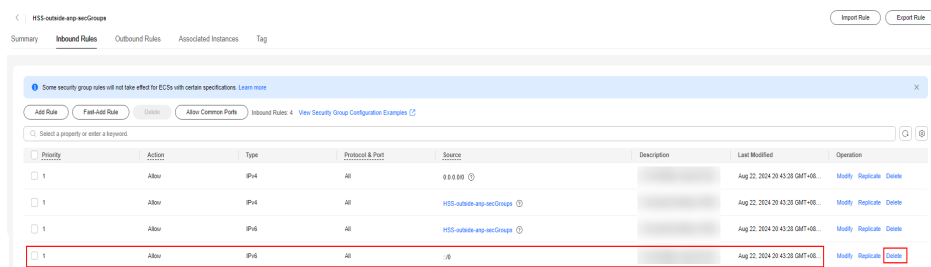 HSS-outside-anp-secGroups Import Rule Export Rule
Summary Inbound Rules Outbound Rules Associated Instances Tag
Some security group rules will not take effect for ECSs with certain specifications. Learn more
Add Rule Fast-Add Rule Delete Allow Common Ports Inbound Rules: 4 View Security Group Configuration Examples
Select a property or enter a keyword.
Priority Action Type Protocol & Port Source Description Last Modified Operation
1 Allow IPv4 All 0.0.0.0/0 Aug 22, 2024 20:43:28 GMT+08... Modify Replicate Delete
1 Allow IPv4 All HSS-outside-anp-secGroups Aug 22, 2024 20:43:28 GMT+08... Modify Replicate Delete
1 Allow IPv6 All HSS-outside-anp-secGroups Aug 22, 2024 20:43:28 GMT+08... Modify Replicate Delete
1 Allow IPv6 All ::/0 Aug 22, 2024 20:43:28 GMT+08... Modify Replicate Delete